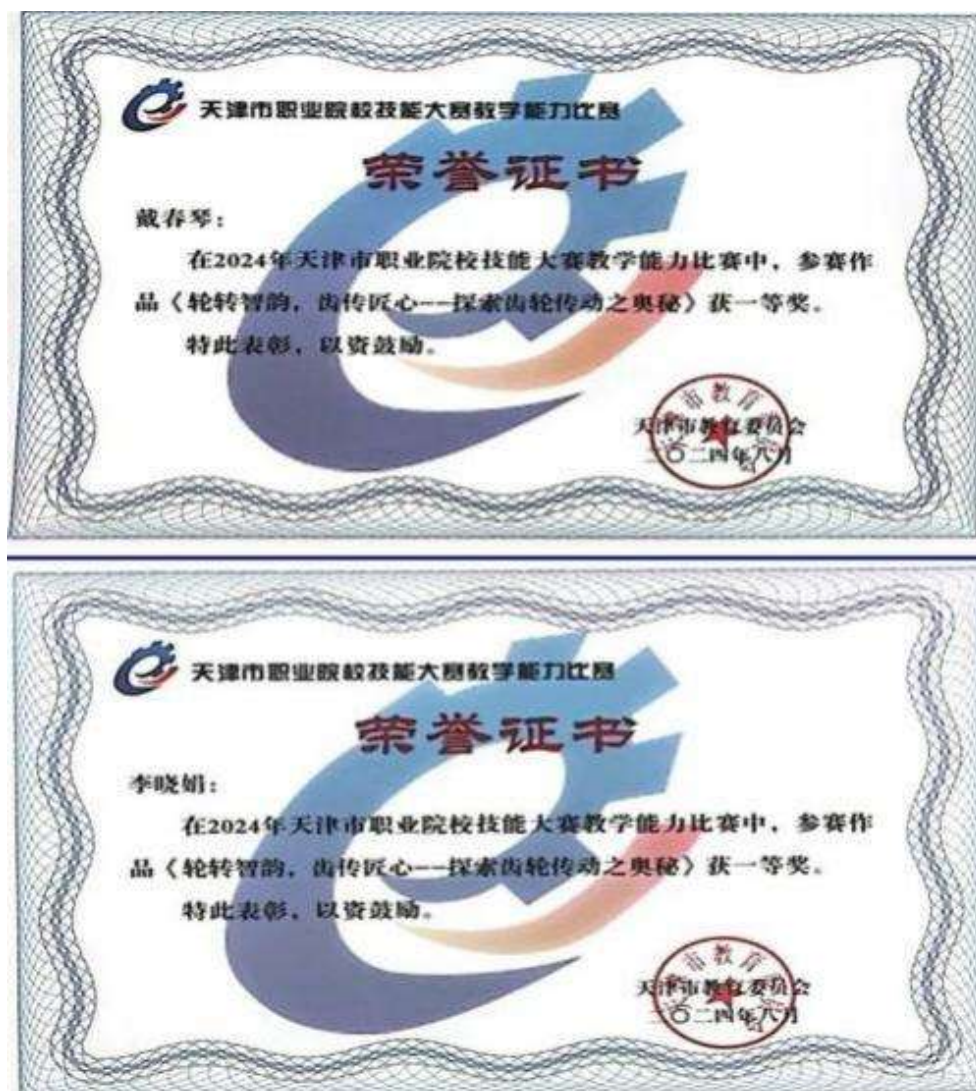 天津市职业院校技能大赛教学能力比赛
荣誉证书
戴春琴：
在2024年天津市职业院校技能大赛教学能力比赛中，参赛作
品《轮转智韵，齿传匠心--探索齿轮传动之奥秘》获一等奖。
特此表彰，以资鼓励。
天津市教育委员会
二〇二四年八月
天津市职业院校技能大赛教学能力比赛
荣誉证书
李晓娟：
在2024年天津市职业院校技能大赛教学能力比赛中，参赛作
品《轮转智韵，齿传匠心--探索齿轮传动之奥秘》获一等奖。
特此表彰，以资鼓励。
天津市教育委员会
二〇二四年八月